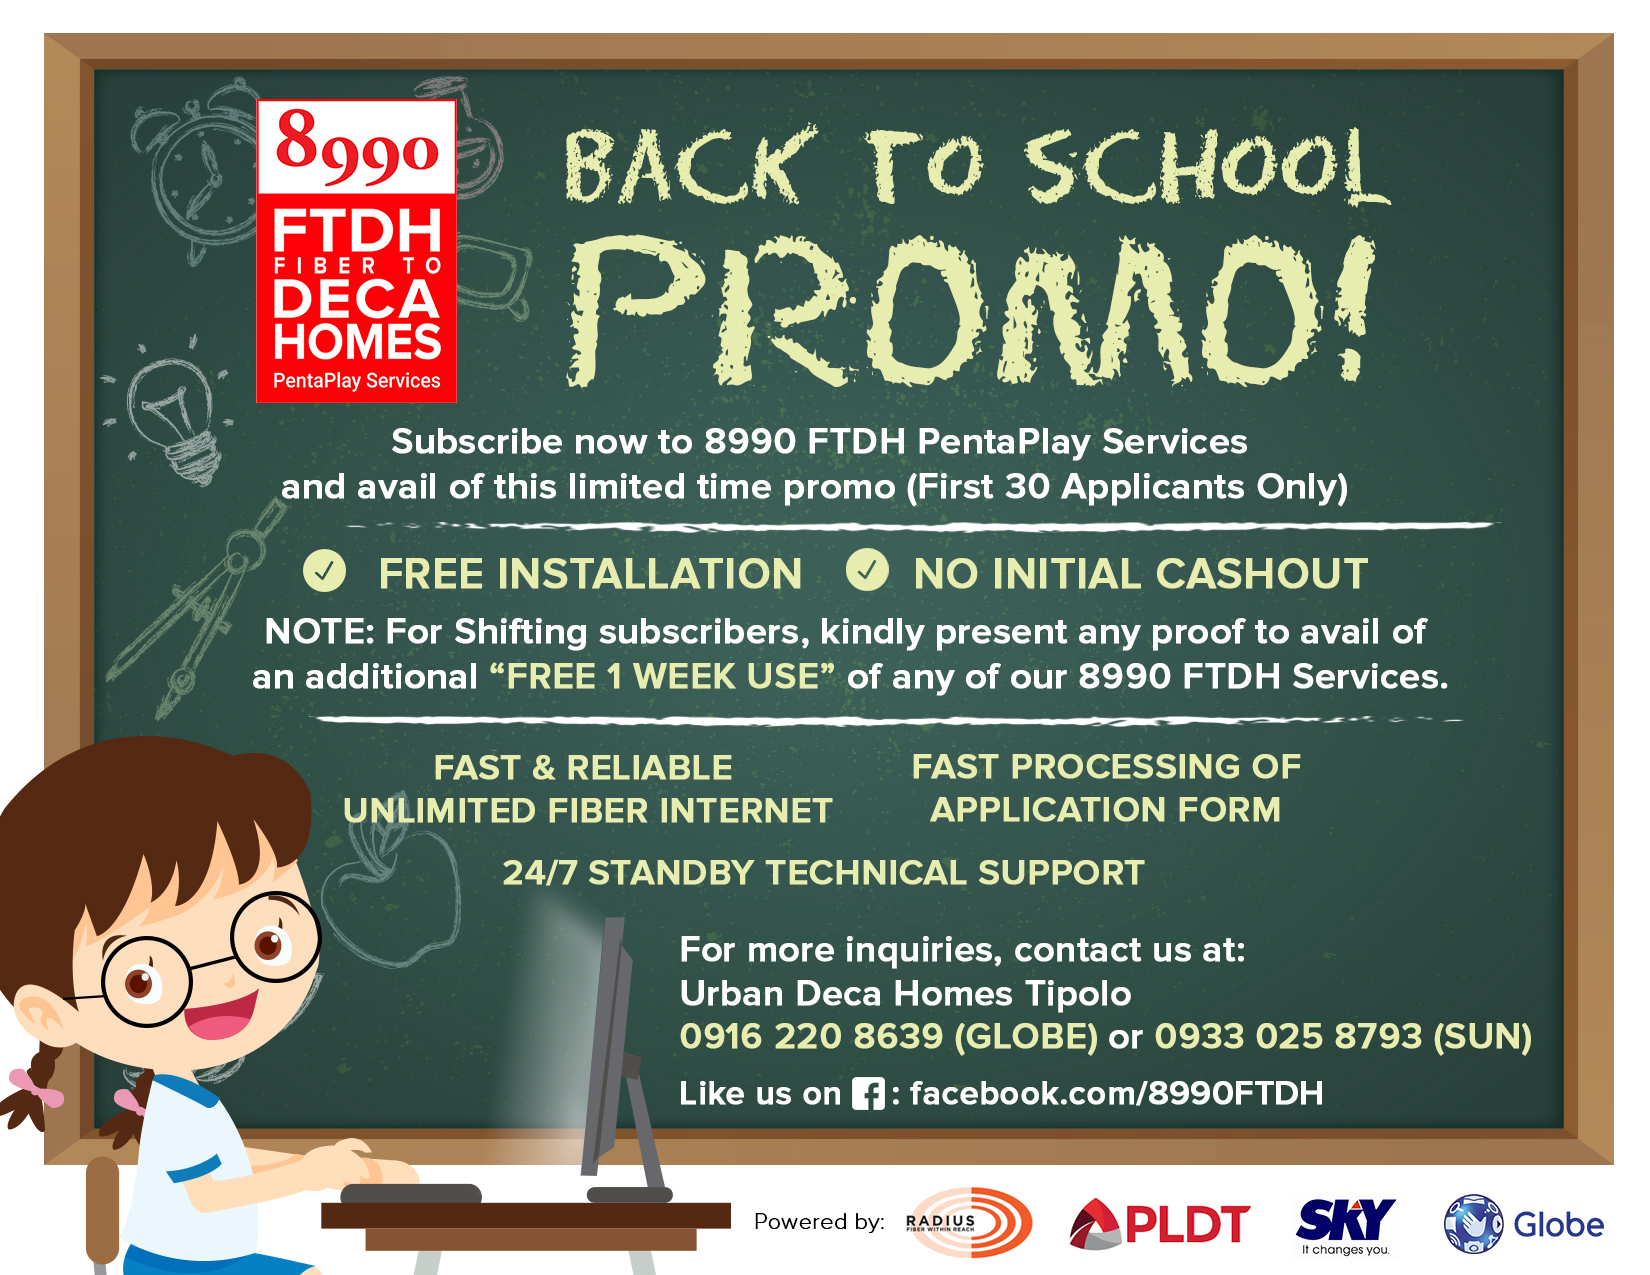 8990
FTDH
FIBER TO
DECA
HOMES
PentaPlay Services
BACK TO SCHOOL
PROMO!
Subscribe now to 8990 FTDH PentaPlay Services
and avail of this limited time promo (First 30 Applicants Only)
FREE INSTALLATION
NO INITIAL CASHOUT
NOTE: For Shifting subscribers, kindly present any proof to avail of
an additional “FREE 1 WEEK USE” of any of our 8990 FTDH Services.
FAST & RELIABLE
UNLIMITED FIBER INTERNET
FAST PROCESSING OF
APPLICATION FORM
24/7 STANDBY TECHNICAL SUPPORT
For more inquiries, contact us at:
Urban Deca Homes Tipolo
0916 220 8639 (GLOBE) or 0933 025 8793 (SUN)
Like us on f : facebook.com/8990FTDH
Powered by:
RADIUS
FIBER WITHIN REACH
PLDT
SKY
It changes you.
Globe